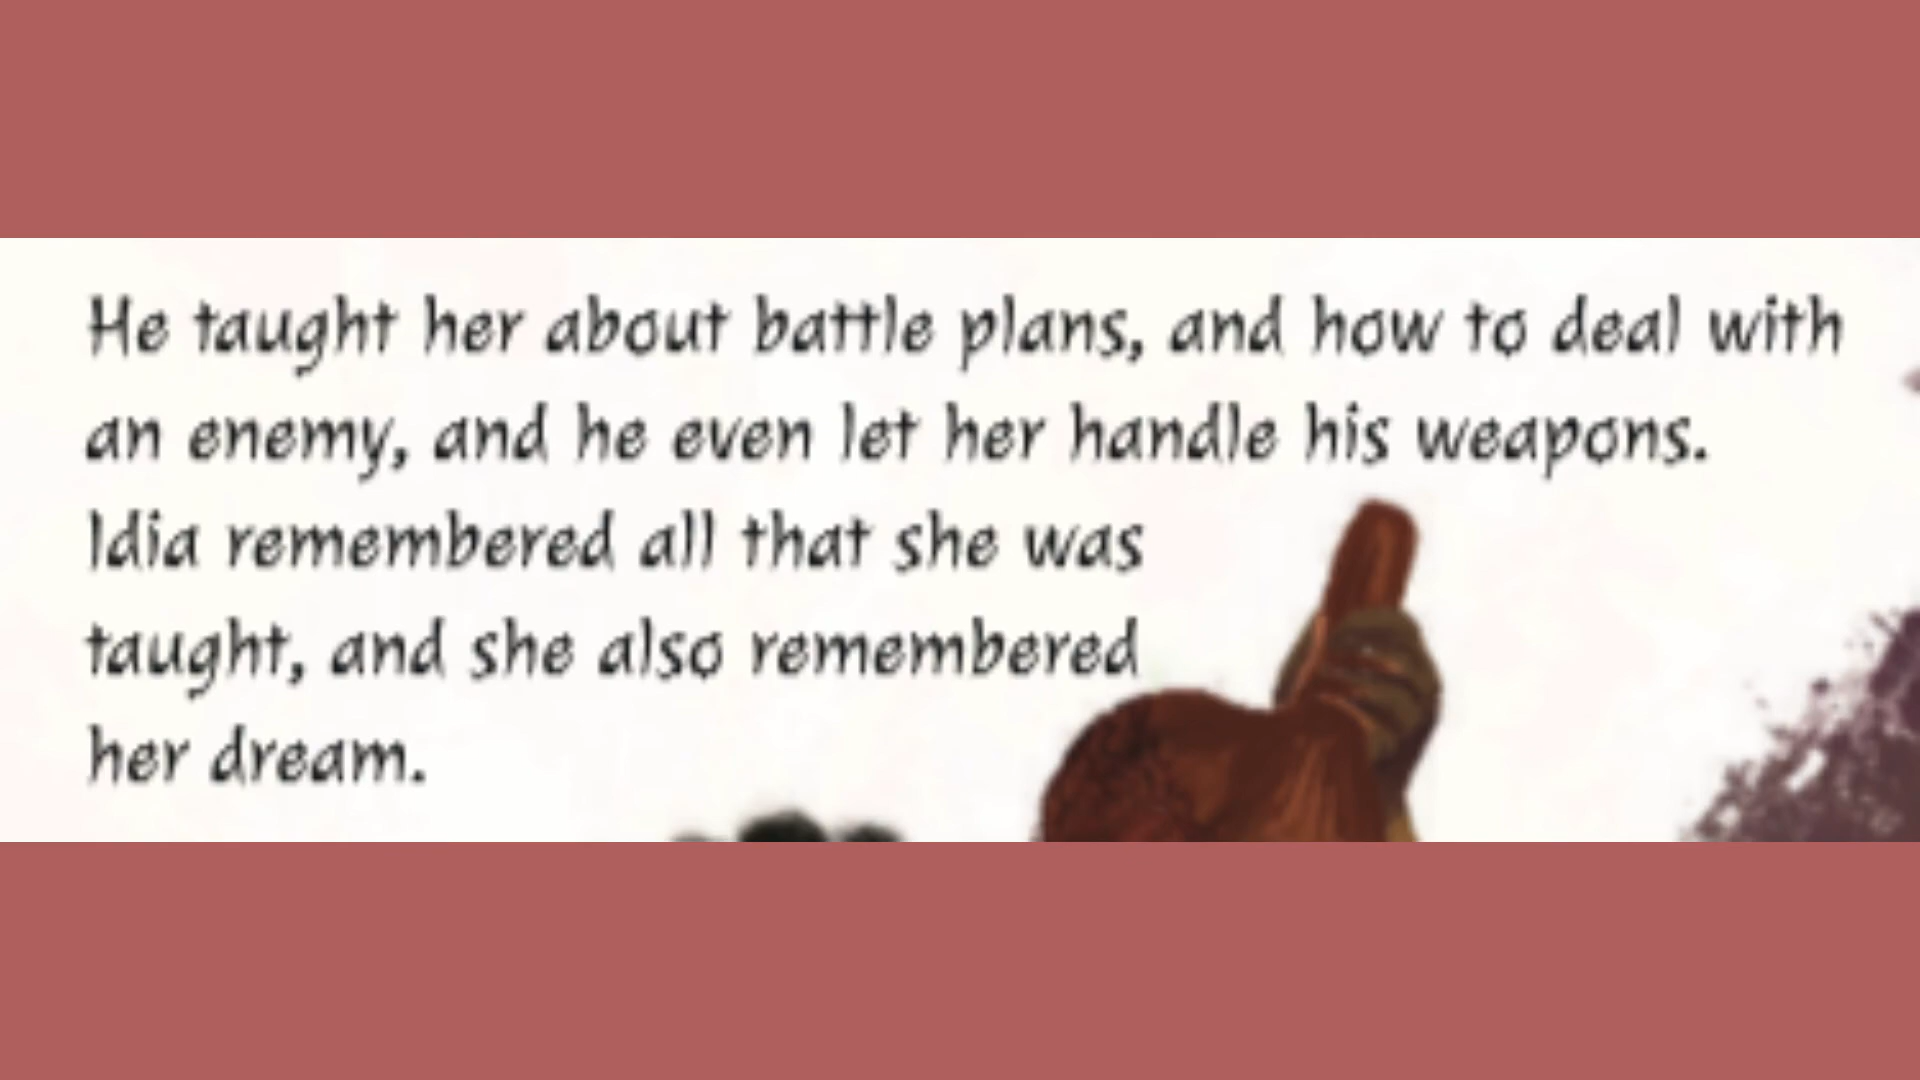 He taught her about battle plans, and how to deal with
an enemy, and he even let her handle his weapons.
Idia remembered all that she was
taught, and she also remembered
her dream.